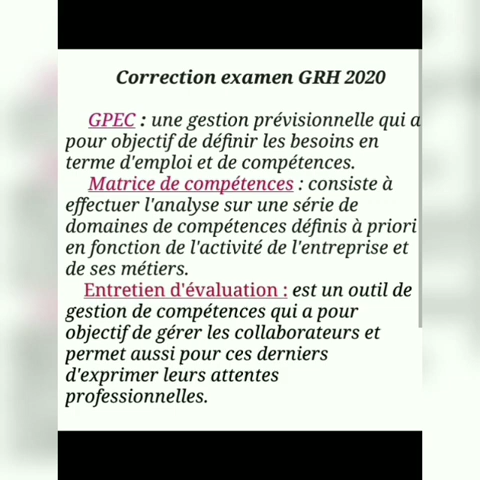 Correction examen GRH 2020
GPEC : une gestion prévisionnelle qui a
pour objectif de définir les besoins en
terme d'emploi et de compétences.
Matrice de compétences : consiste à
effectuer l'analyse sur une série de
domaines de compétences définis à priori
en fonction de l'activité de l'entreprise et
de ses métiers.
Entretien d'évaluation : est un outil de
gestion de compétences qui a pour
objectif de gérer les collaborateurs et
permet aussi pour ces derniers
d'exprimer leurs attentes
professionnelles.